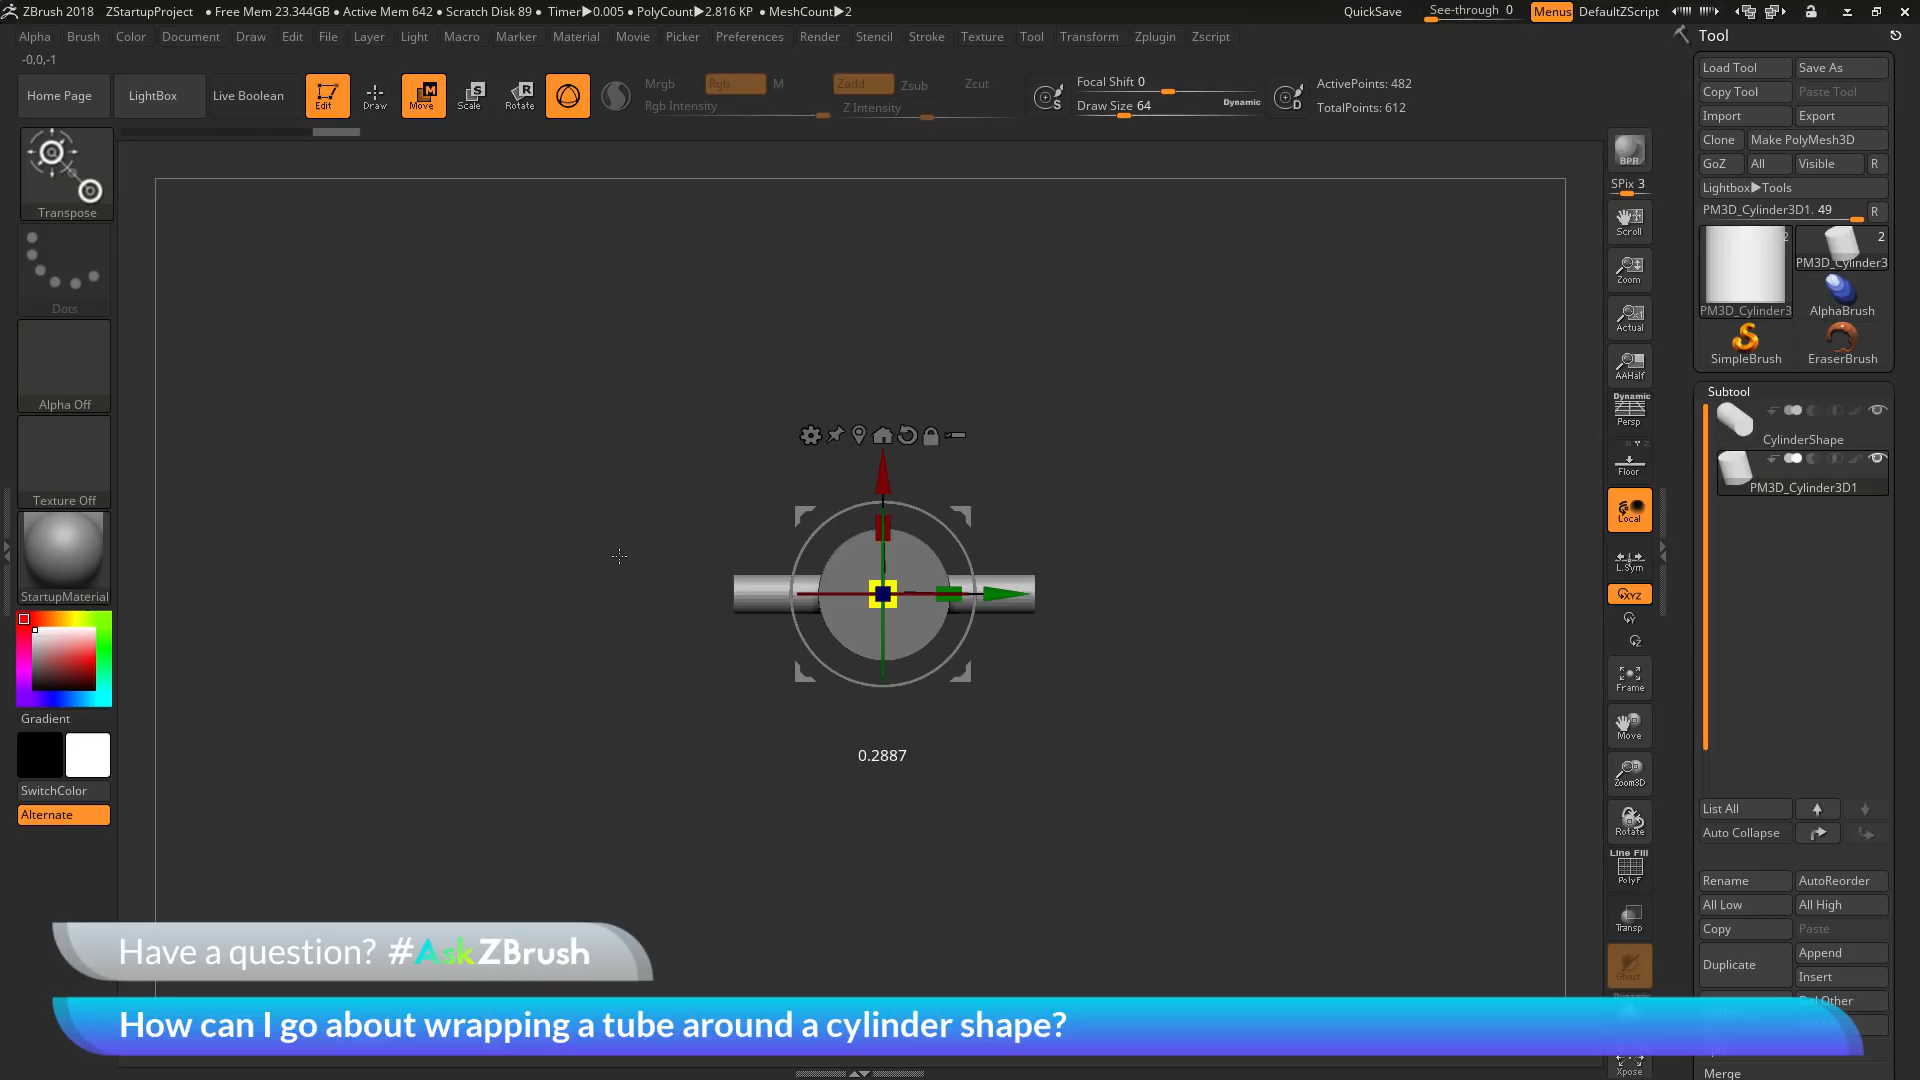 ZBrush 2018 ZStartupProject ● Free Mem 23.344GB ● Active Mem 642 ● Scratch Disk 89 ● Timer▶0.005 ● PolyCount▶2.816 KP ● MeshCount▶2 QuickSave See-through 0 Menus DefaultZScript
Alpha Brush Color Document Draw Edit File Layer Light Macro Marker Material Movie Picker Preferences Render Stencil Stroke Texture Tool Transform Zplugin Zscript
-0,0,-1
Home Page LightBox Live Boolean Edit Draw Move Scale Rotate
Mrgb Rgb M Zadd Zsub Zcut
Rgb Intensity Z Intensity
Focal Shift 0
Draw Size 64 Dynamic
ActivePoints: 482
TotalPoints: 612
Transpose
Dots
Alpha Off
Texture Off
StartupMaterial
Gradient
SwitchColor
Alternate
0.2887
BPR
SPix 3
Scroll
Zoom
Actual
AAHalf
Dynamic
Persp
Floor
Local
L.Sym
XYZ
Frame
Move
Zoom3D
Rotate
Line Fill
PolyF
Transp
Ghost
Xpose
Tool
Load Tool Save As
Copy Tool Paste Tool
Import Export
Clone Make PolyMesh3D
GoZ All Visible R
Lightbox▶Tools
PM3D_Cylinder3D1. 49 R
2 2
PM3D_Cylinder3
PM3D_Cylinder3 AlphaBrush
SimpleBrush EraserBrush
Subtool
CylinderShape
PM3D_Cylinder3D1
List All
Auto Collapse
Rename AutoReorder
All Low All High
Copy Paste
Duplicate Append
Insert
Del Other
Merge
Have a question? #AskZBrush
How can I go about wrapping a tube around a cylinder shape?